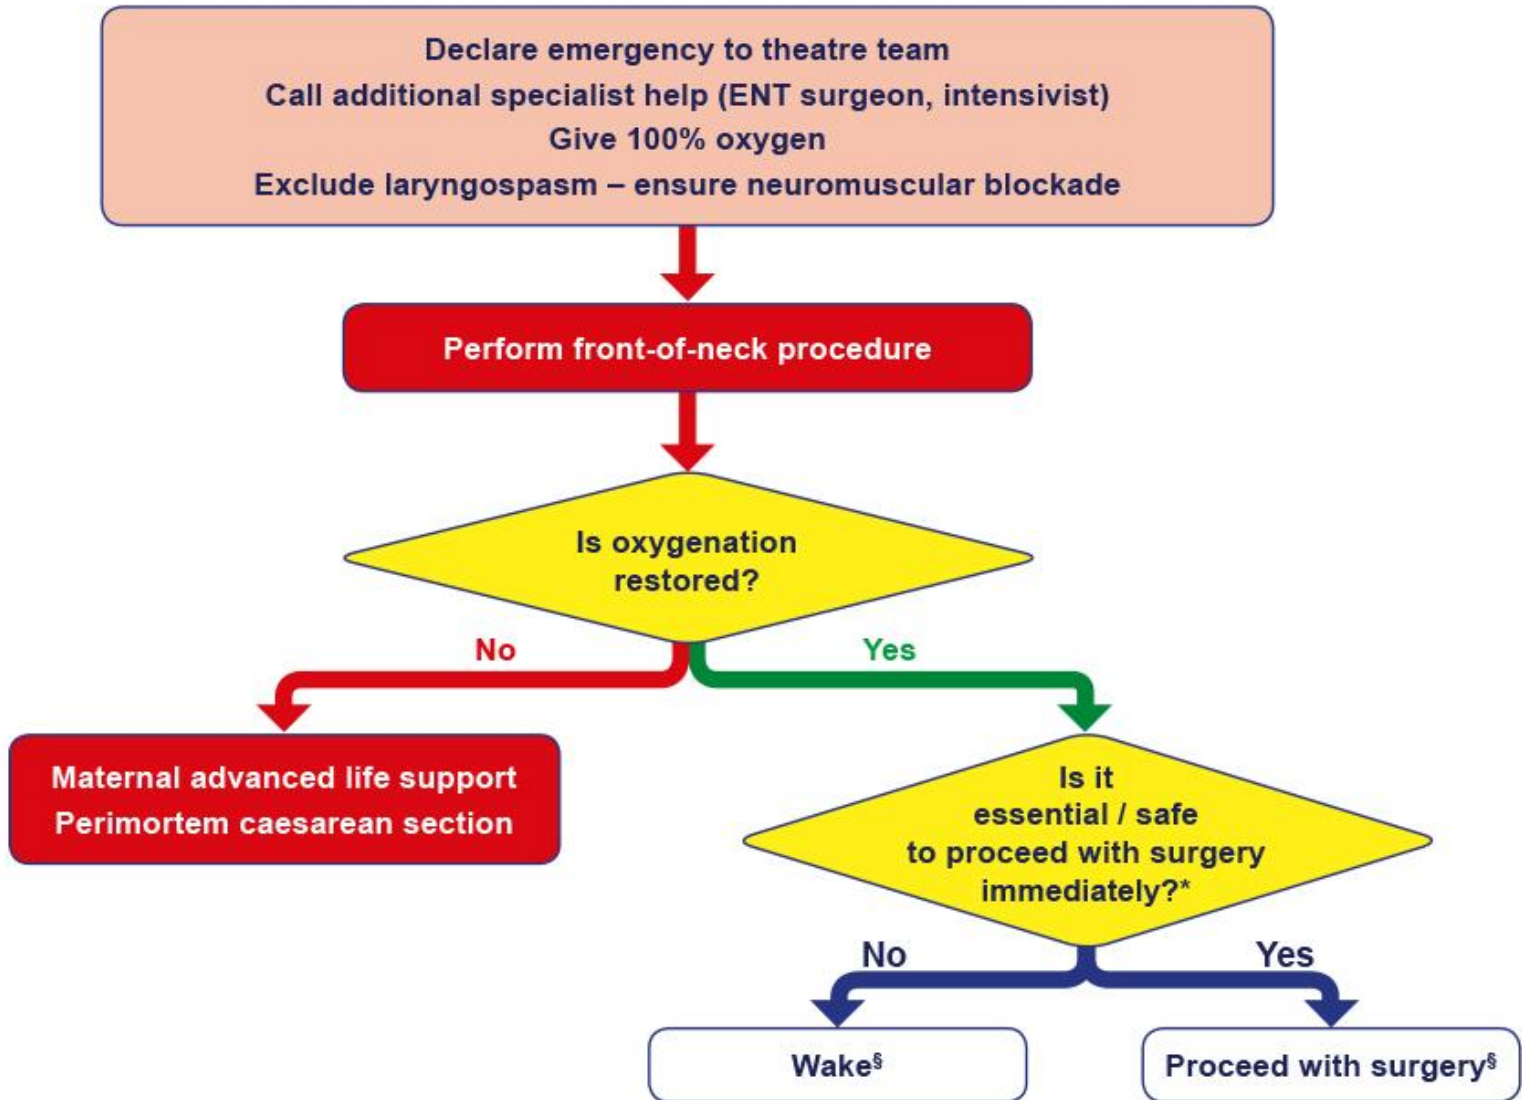 Declare emergency to theatre team
Call additional specialist help (ENT surgeon, intensivist)
Give 100% oxygen
Exclude laryngospasm – ensure neuromuscular blockade
Perform front-of-neck procedure
Is oxygenation
restored?
No
Yes
Maternal advanced life support
Perimortem caesarean section
Is it
essential / safe
to proceed with surgery
immediately?*
No
Yes
Wake§
Proceed with surgery§